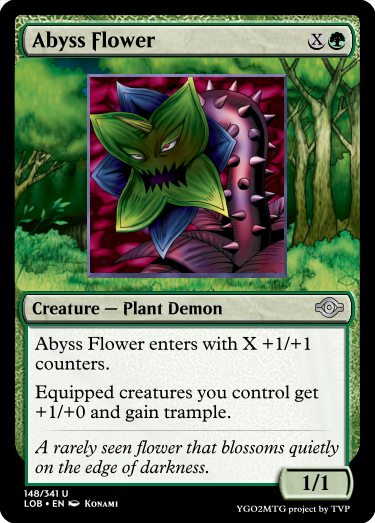 Abyss Flower X
Creature — Plant Demon
Abyss Flower enters with X +1/+1
counters.
Equipped creatures you control get
+1/+0 and gain trample.
A rarely seen flower that blossoms quietly
on the edge of darkness.
1/1
148/341 U
LOB • EN Konami
YGO2MTG project by TVP